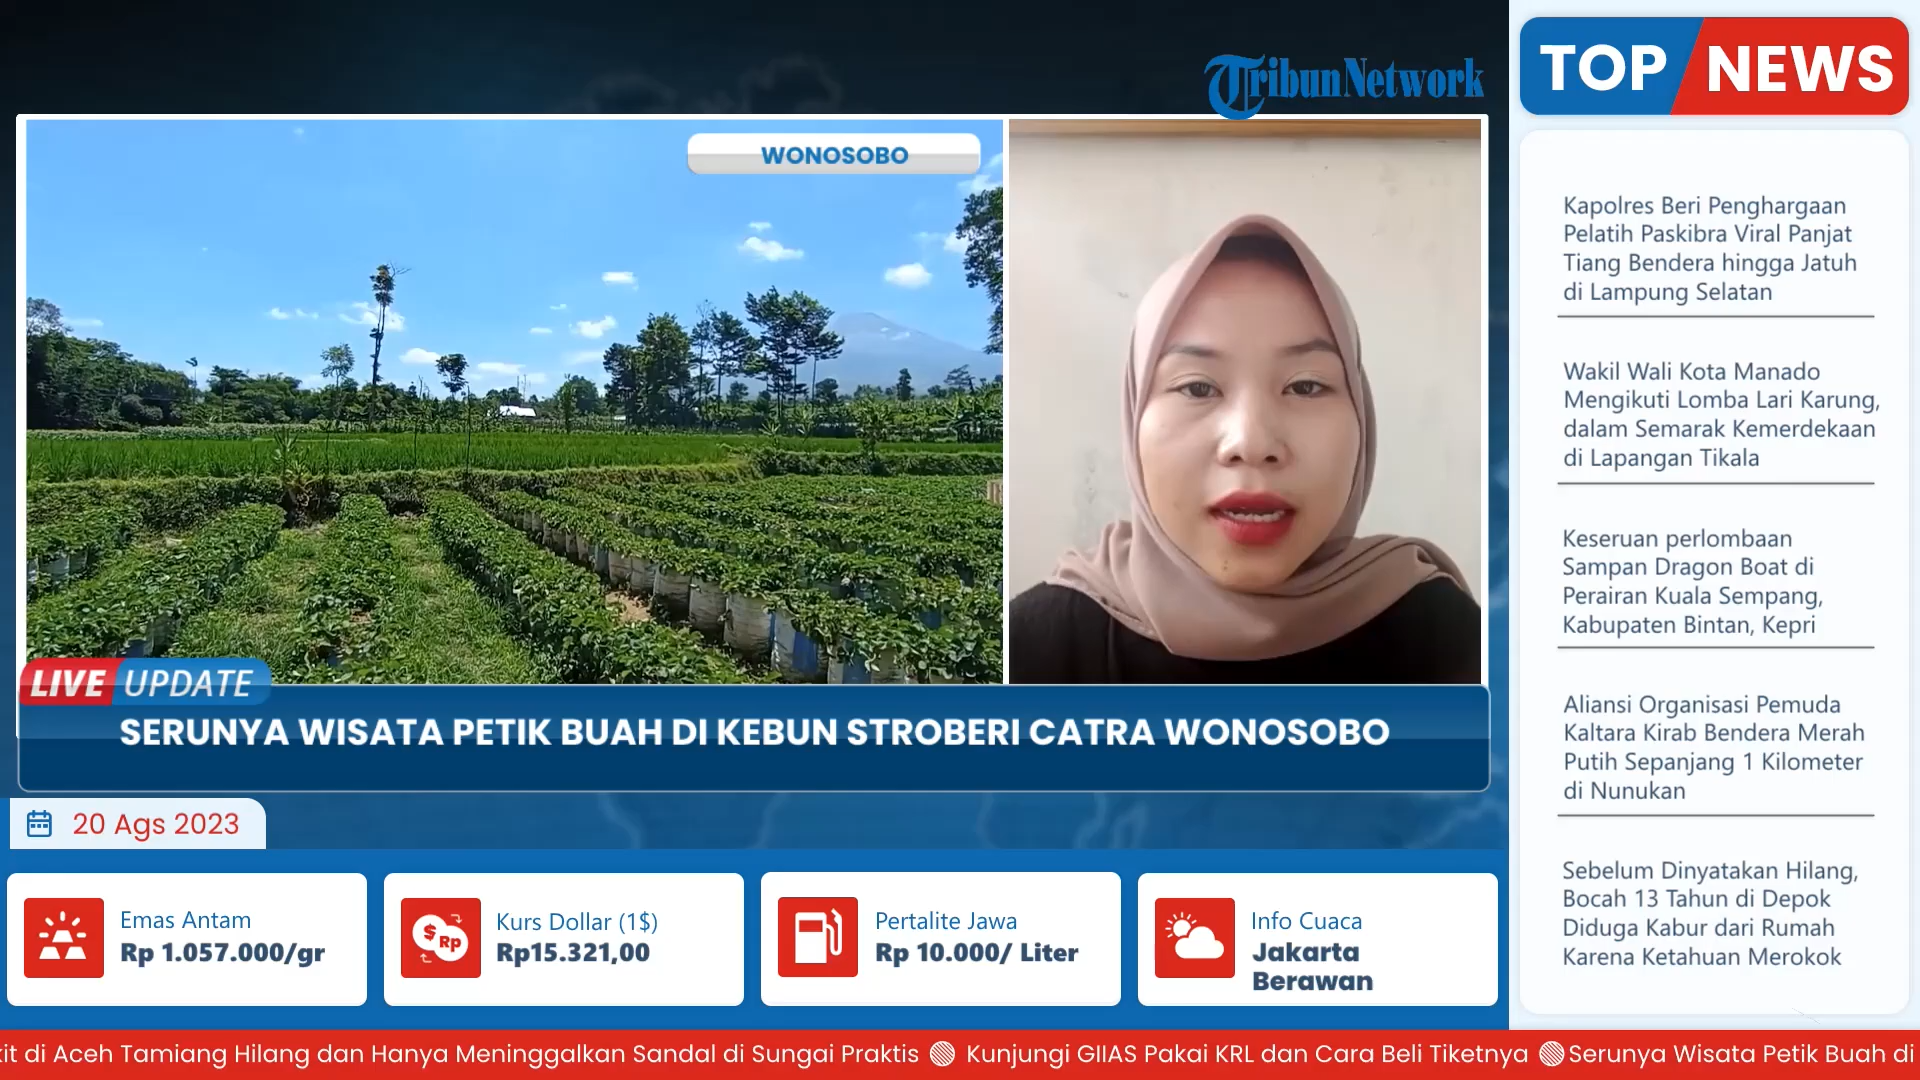 TribunNetwork
WONOSOBO
LIVE UPDATE
SERUNYA WISATA PETIK BUAH DI KEBUN STROBERI CATRA WONOSOBO
20 Ags 2023
Emas Antam
Rp 1.057.000/gr
Kurs Dollar (1$)
Rp15.321,00
Pertalite Jawa
Rp 10.000/ Liter
Info Cuaca
Jakarta
Berawan
TOP NEWS
Kapolres Beri Penghargaan
Pelatih Paskibra Viral Panjat
Tiang Bendera hingga Jatuh
di Lampung Selatan
Wakil Wali Kota Manado
Mengikuti Lomba Lari Karung,
dalam Semarak Kemerdekaan
di Lapangan Tikala
Keseruan perlombaan
Sampan Dragon Boat di
Perairan Kuala Sempang,
Kabupaten Bintan, Kepri
Aliansi Organisasi Pemuda
Kaltara Kirab Bendera Merah
Putih Sepanjang 1 Kilometer
di Nunukan
Sebelum Dinyatakan Hilang,
Bocah 13 Tahun di Depok
Diduga Kabur dari Rumah
Karena Ketahuan Merokok
it di Aceh Tamiang Hilang dan Hanya Meninggalkan Sandal di Sungai Praktis Kunjungi GIIAS Pakai KRL dan Cara Beli Tiketnya Serunya Wisata Petik Buah di